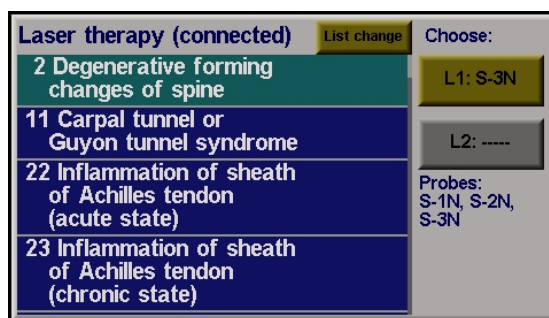 Laser therapy (connected)
List change
2 Degenerative forming
changes of spine
11 Carpal tunnel or
Guyon tunnel syndrome
22 Inflammation of sheath
of Achilles tendon
(acute state)
23 Inflammation of sheath
of Achilles tendon
(chronic state)
Choose:
L1: S-3N
L2: -----
Probes:
S-1N, S-2N,
S-3N